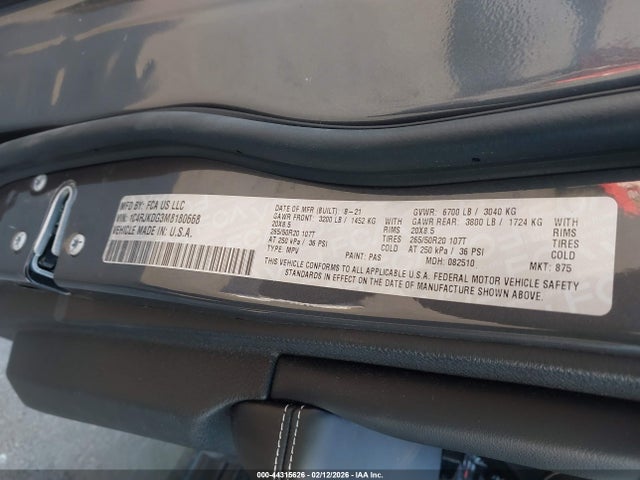 MFD BY: FCA US LLC
1C4RJKDG3M8180668
VEHICLE MADE IN: U.S.A.
DATE OF MFR (BUILT): 8-21
GAWR FRONT: 3200 LB / 1452 KG WITH
20X8.5 RIMS
265/50R20 107T TIRES
AT 250 kPa / 36 PSI COLD
TYPE: MPV PAINT: PAS
GVWR: 6700 LB / 3040 KG
GAWR REAR: 3800 LB / 1724 KG WITH
20X8.5 RIMS
265/50R20 107T TIRES
AT 250 kPa / 36 PSI COLD
MDH: 082510 MKT: 875
THIS VEHICLE CONFORMS TO ALL APPLICABLE U.S.A. FEDERAL MOTOR VEHICLE SAFETY
STANDARDS IN EFFECT ON THE DATE OF MANUFACTURE SHOWN ABOVE.
000-44315626 - 02/12/2026 - IAA Inc.